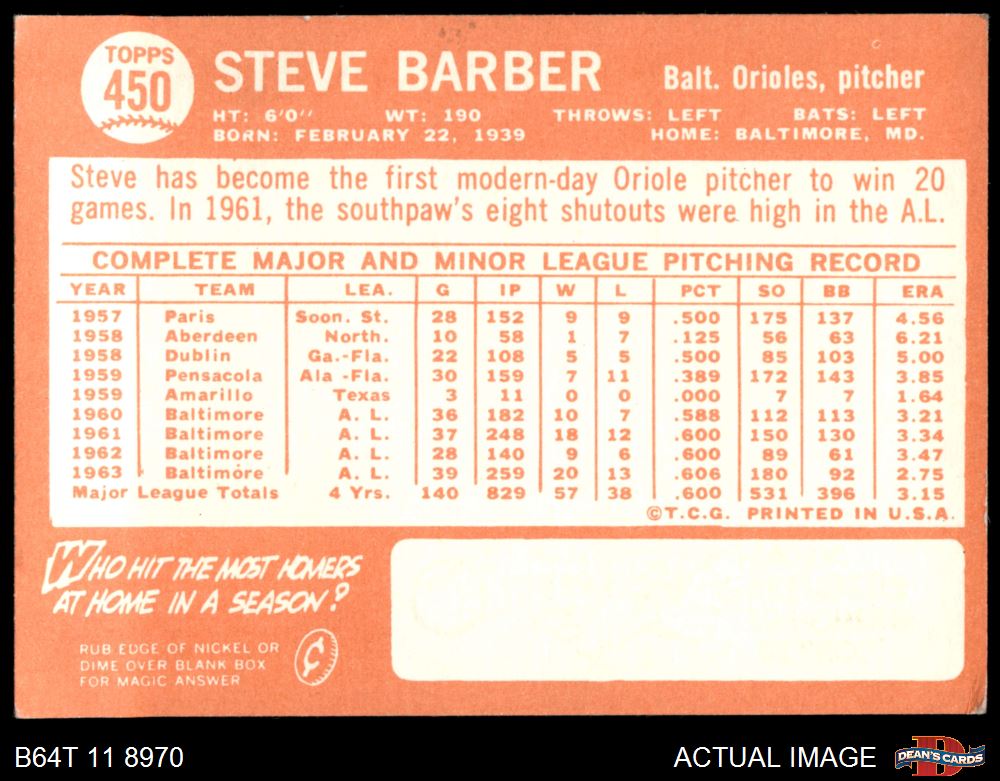 TOPPS
450
STEVE BARBER
Balt. Orioles, pitcher
HT: 6'0" WT: 190 THROWS: LEFT BATS: LEFT
BORN: FEBRUARY 22, 1939 HOME: BALTIMORE, MD.
Steve has become the first modern-day Oriole pitcher to win 20
games. In 1961, the southpaw's eight shutouts were high in the A.L.
COMPLETE MAJOR AND MINOR LEAGUE PITCHING RECORD
YEAR TEAM LEA. G IP W L PCT SO BB ERA
1957 Paris Soon. St. 28 152 9 9 .500 175 137 4.56
1958 Aberdeen North. 10 58 1 7 .125 56 63 6.21
1958 Dublin Ga.-Fla. 22 108 5 5 .500 85 103 5.00
1959 Pensacola Ala -Fla. 30 159 7 11 .389 172 143 3.85
1959 Amarillo Texas 3 11 0 0 .000 7 7 1.64
1960 Baltimore A. L. 36 182 10 7 .588 112 113 3.21
1961 Baltimore A. L. 37 248 18 12 .600 150 130 3.34
1962 Baltimore A. L. 28 140 9 6 .600 89 61 3.47
1963 Baltimore A. L. 39 259 20 13 .606 180 92 2.75
Major League Totals 4 Yrs. 140 829 57 38 .600 531 396 3.15
©T.C.G. PRINTED IN U.S.A.
WHO HIT THE MOST HOMERS
AT HOME IN A SEASON?
RUB EDGE OF NICKEL OR
DIME OVER BLANK BOX
FOR MAGIC ANSWER
¢
B64T 11 8970
ACTUAL IMAGE
DEAN'S CARDS